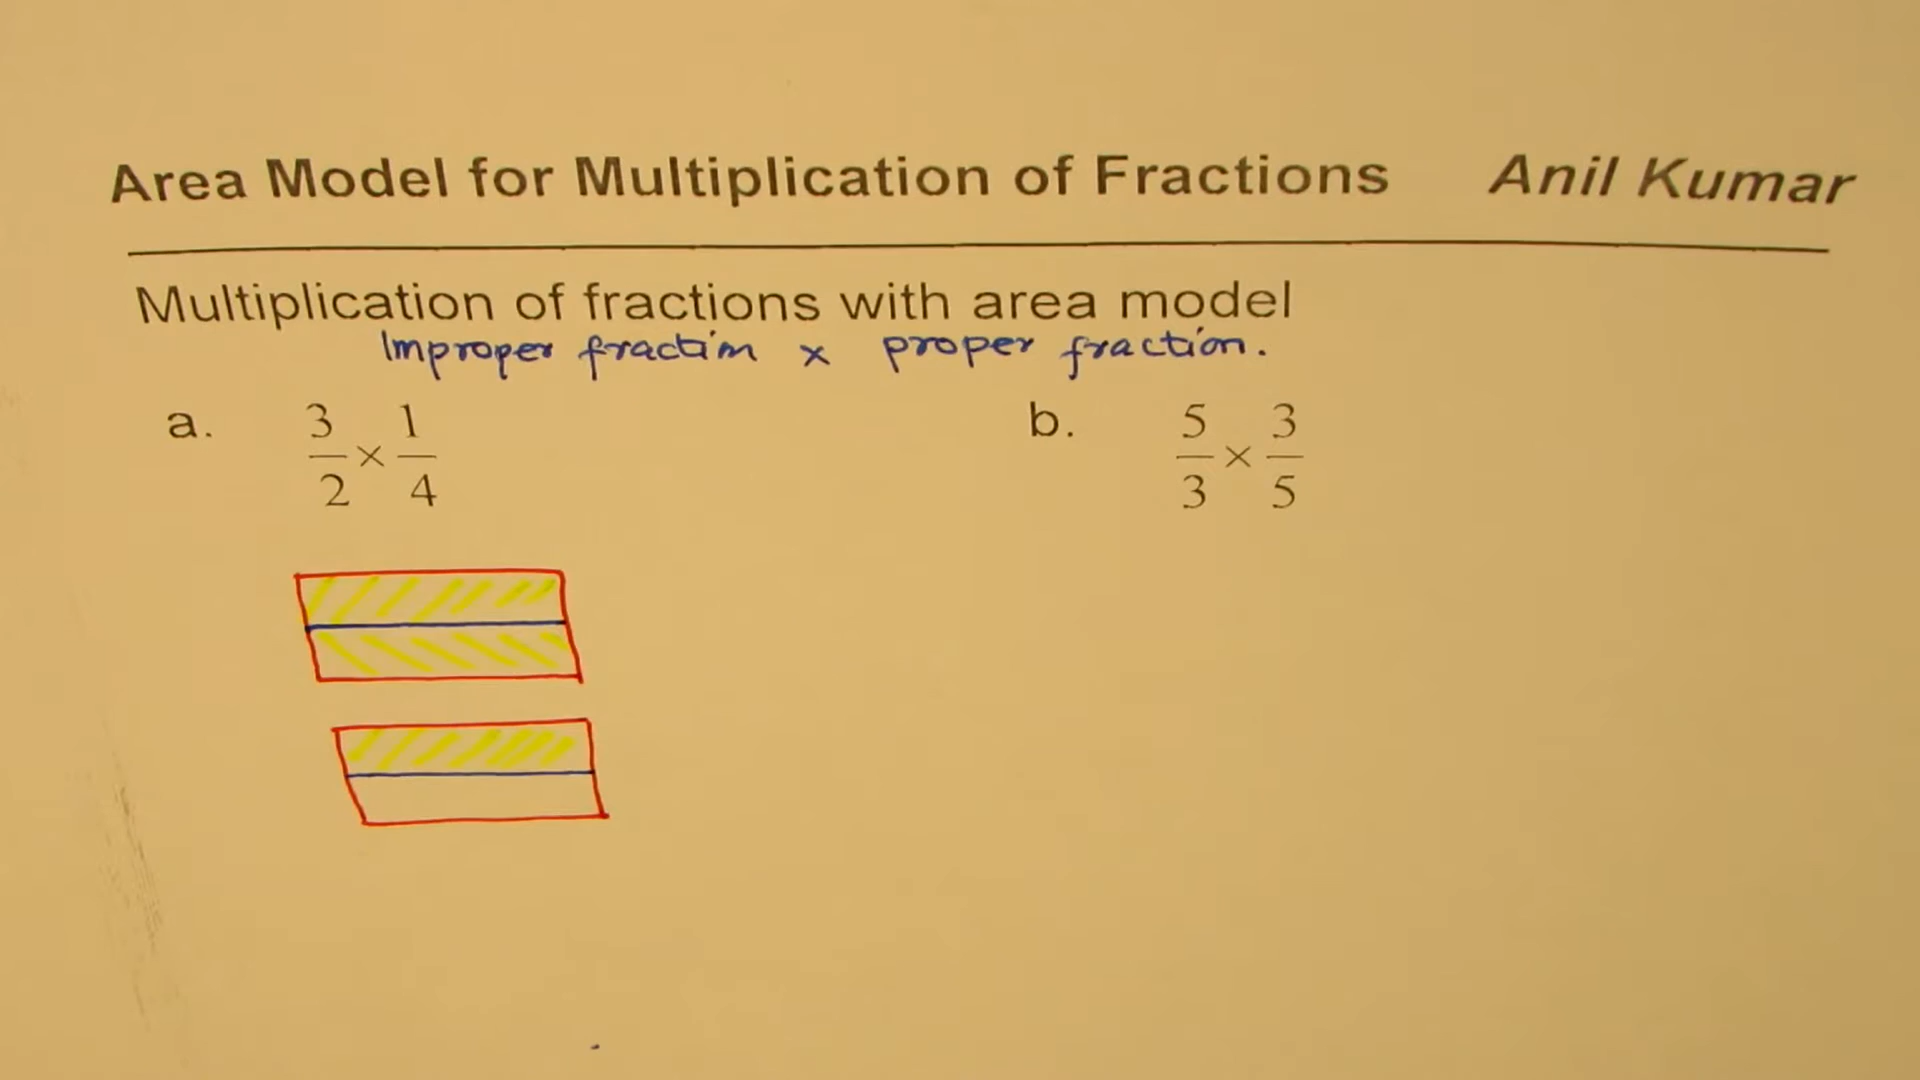 Area Model for Multiplication of Fractions Anil Kumar
Multiplication of fractions with area model
Improper fraction × proper fraction.
a. 3/2 × 1/4 b. 5/3 × 3/5